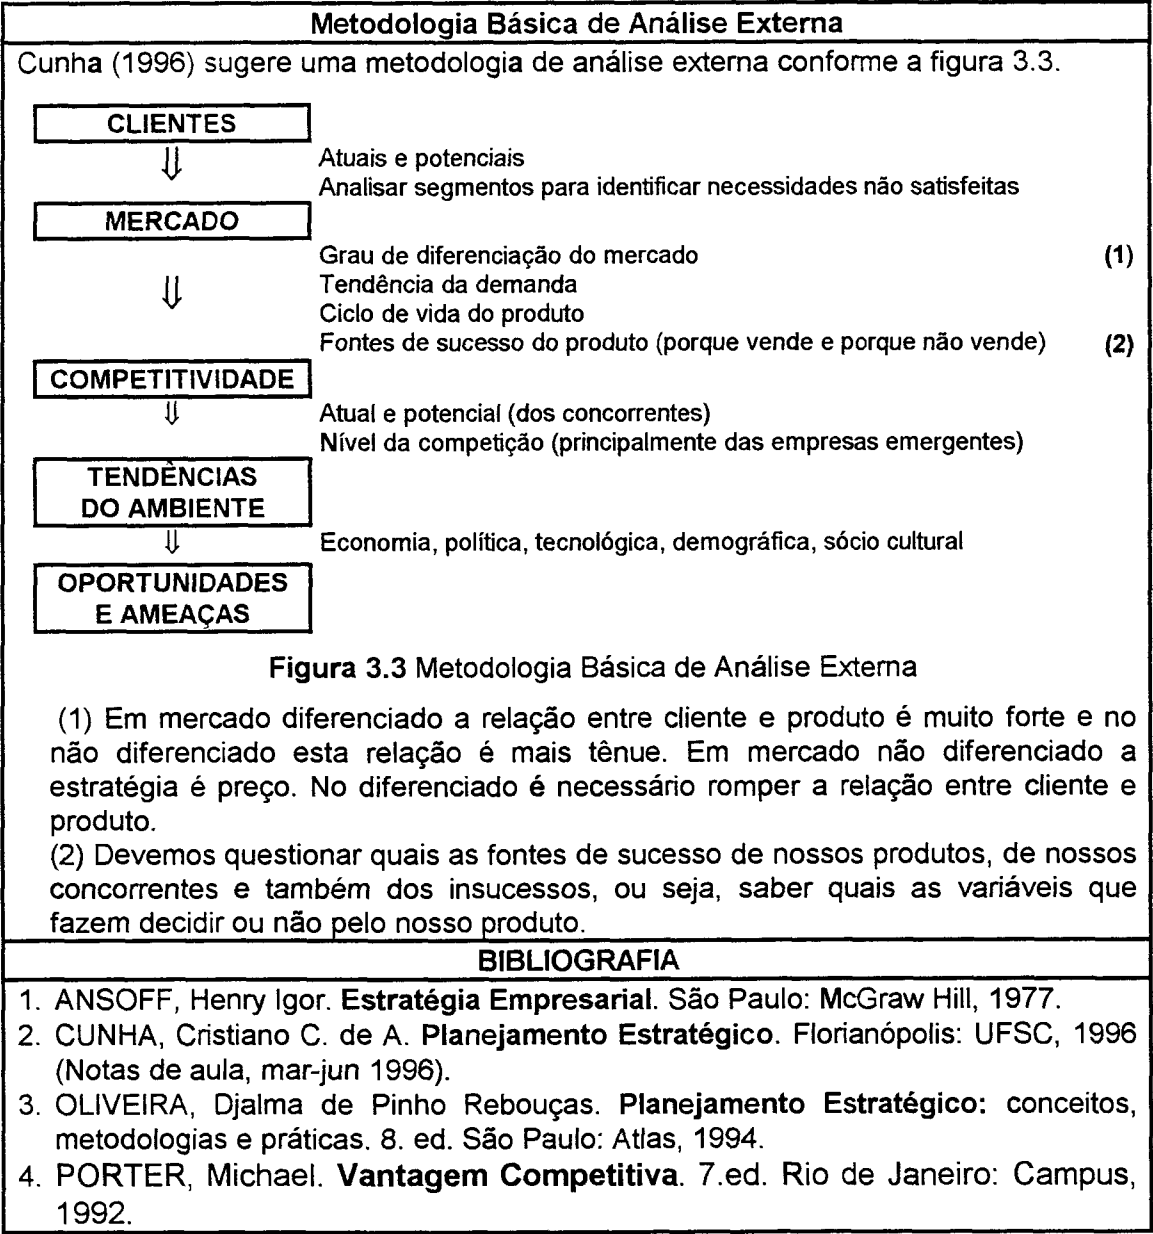 Metodologia Básica de Análise Externa
Cunha (1996) sugere uma metodologia de análise externa conforme a figura 3.3.
CLIENTES
⇓
Atuais e potenciais
Analisar segmentos para identificar necessidades não satisfeitas
MERCADO
Grau de diferenciação do mercado (1)
⇓
Tendência da demanda
Ciclo de vida do produto
Fontes de sucesso do produto (porque vende e porque não vende) (2)
COMPETITIVIDADE
⇓
Atual e potencial (dos concorrentes)
Nível da competição (principalmente das empresas emergentes)
TENDÊNCIAS
DO AMBIENTE
⇓
Economia, política, tecnológica, demográfica, sócio cultural
OPORTUNIDADES
E AMEAÇAS
Figura 3.3 Metodologia Básica de Análise Externa
(1) Em mercado diferenciado a relação entre cliente e produto é muito forte e no
não diferenciado esta relação é mais tênue. Em mercado não diferenciado a
estratégia é preço. No diferenciado é necessário romper a relação entre cliente e
produto.
(2) Devemos questionar quais as fontes de sucesso de nossos produtos, de nossos
concorrentes e também dos insucessos, ou seja, saber quais as variáveis que
fazem decidir ou não pelo nosso produto.
BIBLIOGRAFIA
1. ANSOFF, Henry Igor. Estratégia Empresarial. São Paulo: McGraw Hill, 1977.
2. CUNHA, Cristiano C. de A. Planejamento Estratégico. Florianópolis: UFSC, 1996
(Notas de aula, mar-jun 1996).
3. OLIVEIRA, Djalma de Pinho Rebouças. Planejamento Estratégico: conceitos,
metodologias e práticas. 8. ed. São Paulo: Atlas, 1994.
4. PORTER, Michael. Vantagem Competitiva. 7.ed. Rio de Janeiro: Campus,
1992.